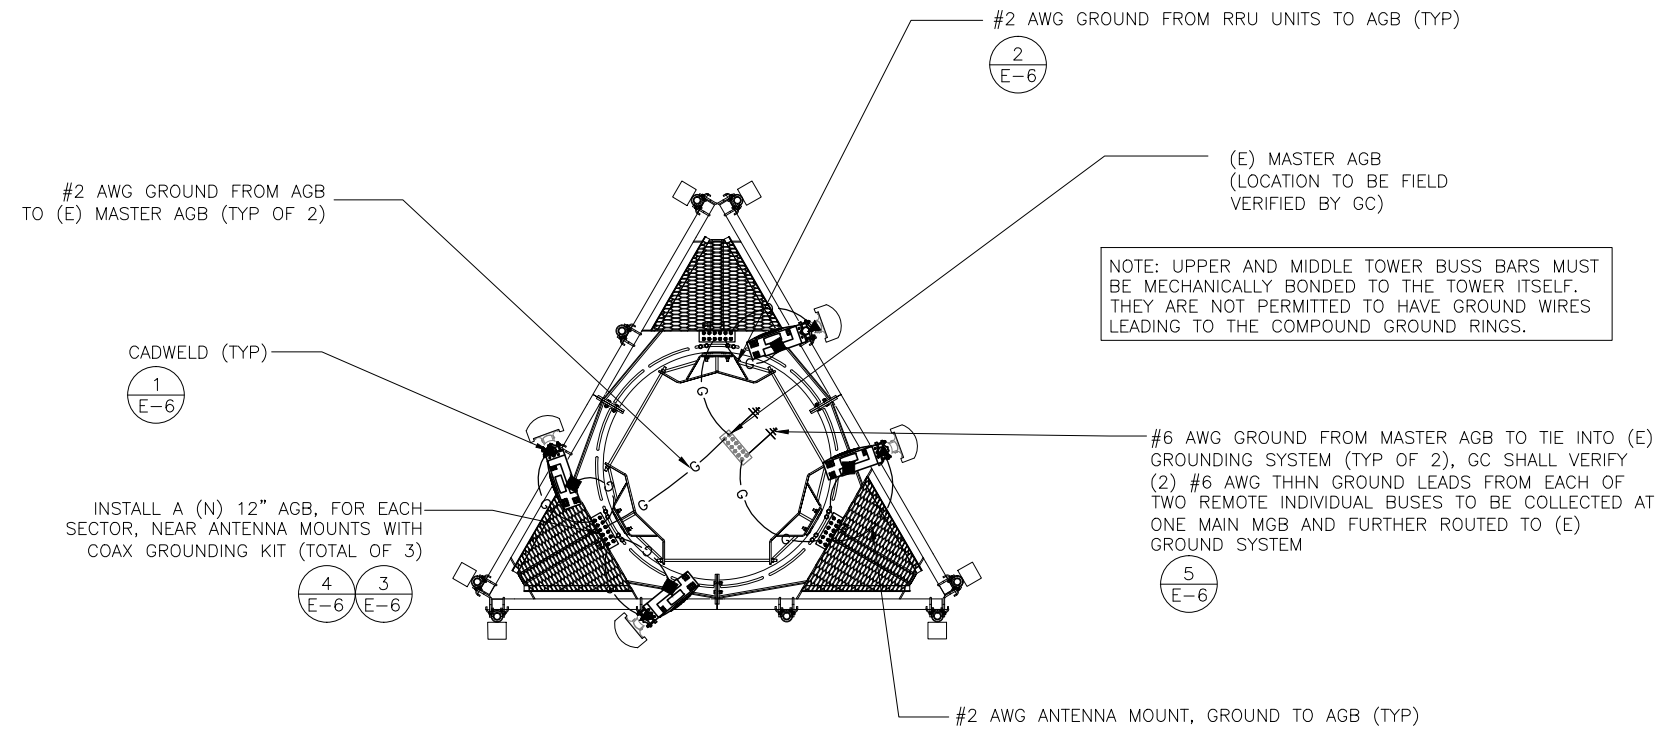 #2 AWG GROUND FROM RRU UNITS TO AGB (TYP)
2
E-6
(E) MASTER AGB
(LOCATION TO BE FIELD
VERIFIED BY GC)
#2 AWG GROUND FROM AGB
TO (E) MASTER AGB (TYP OF 2)
NOTE: UPPER AND MIDDLE TOWER BUSS BARS MUST
BE MECHANICALLY BONDED TO THE TOWER ITSELF.
THEY ARE NOT PERMITTED TO HAVE GROUND WIRES
LEADING TO THE COMPOUND GROUND RINGS.
CADWELD (TYP)
1
E-6
G
G
G
G
G
G
G
G
G
#6 AWG GROUND FROM MASTER AGB TO TIE INTO (E)
GROUNDING SYSTEM (TYP OF 2), GC SHALL VERIFY
(2) #6 AWG THHN GROUND LEADS FROM EACH OF
TWO REMOTE INDIVIDUAL BUSES TO BE COLLECTED AT
ONE MAIN MGB AND FURTHER ROUTED TO (E)
GROUND SYSTEM
5
E-6
INSTALL A (N) 12" AGB, FOR EACH
SECTOR, NEAR ANTENNA MOUNTS WITH
COAX GROUNDING KIT (TOTAL OF 3)
4
E-6
3
E-6
#2 AWG ANTENNA MOUNT, GROUND TO AGB (TYP)